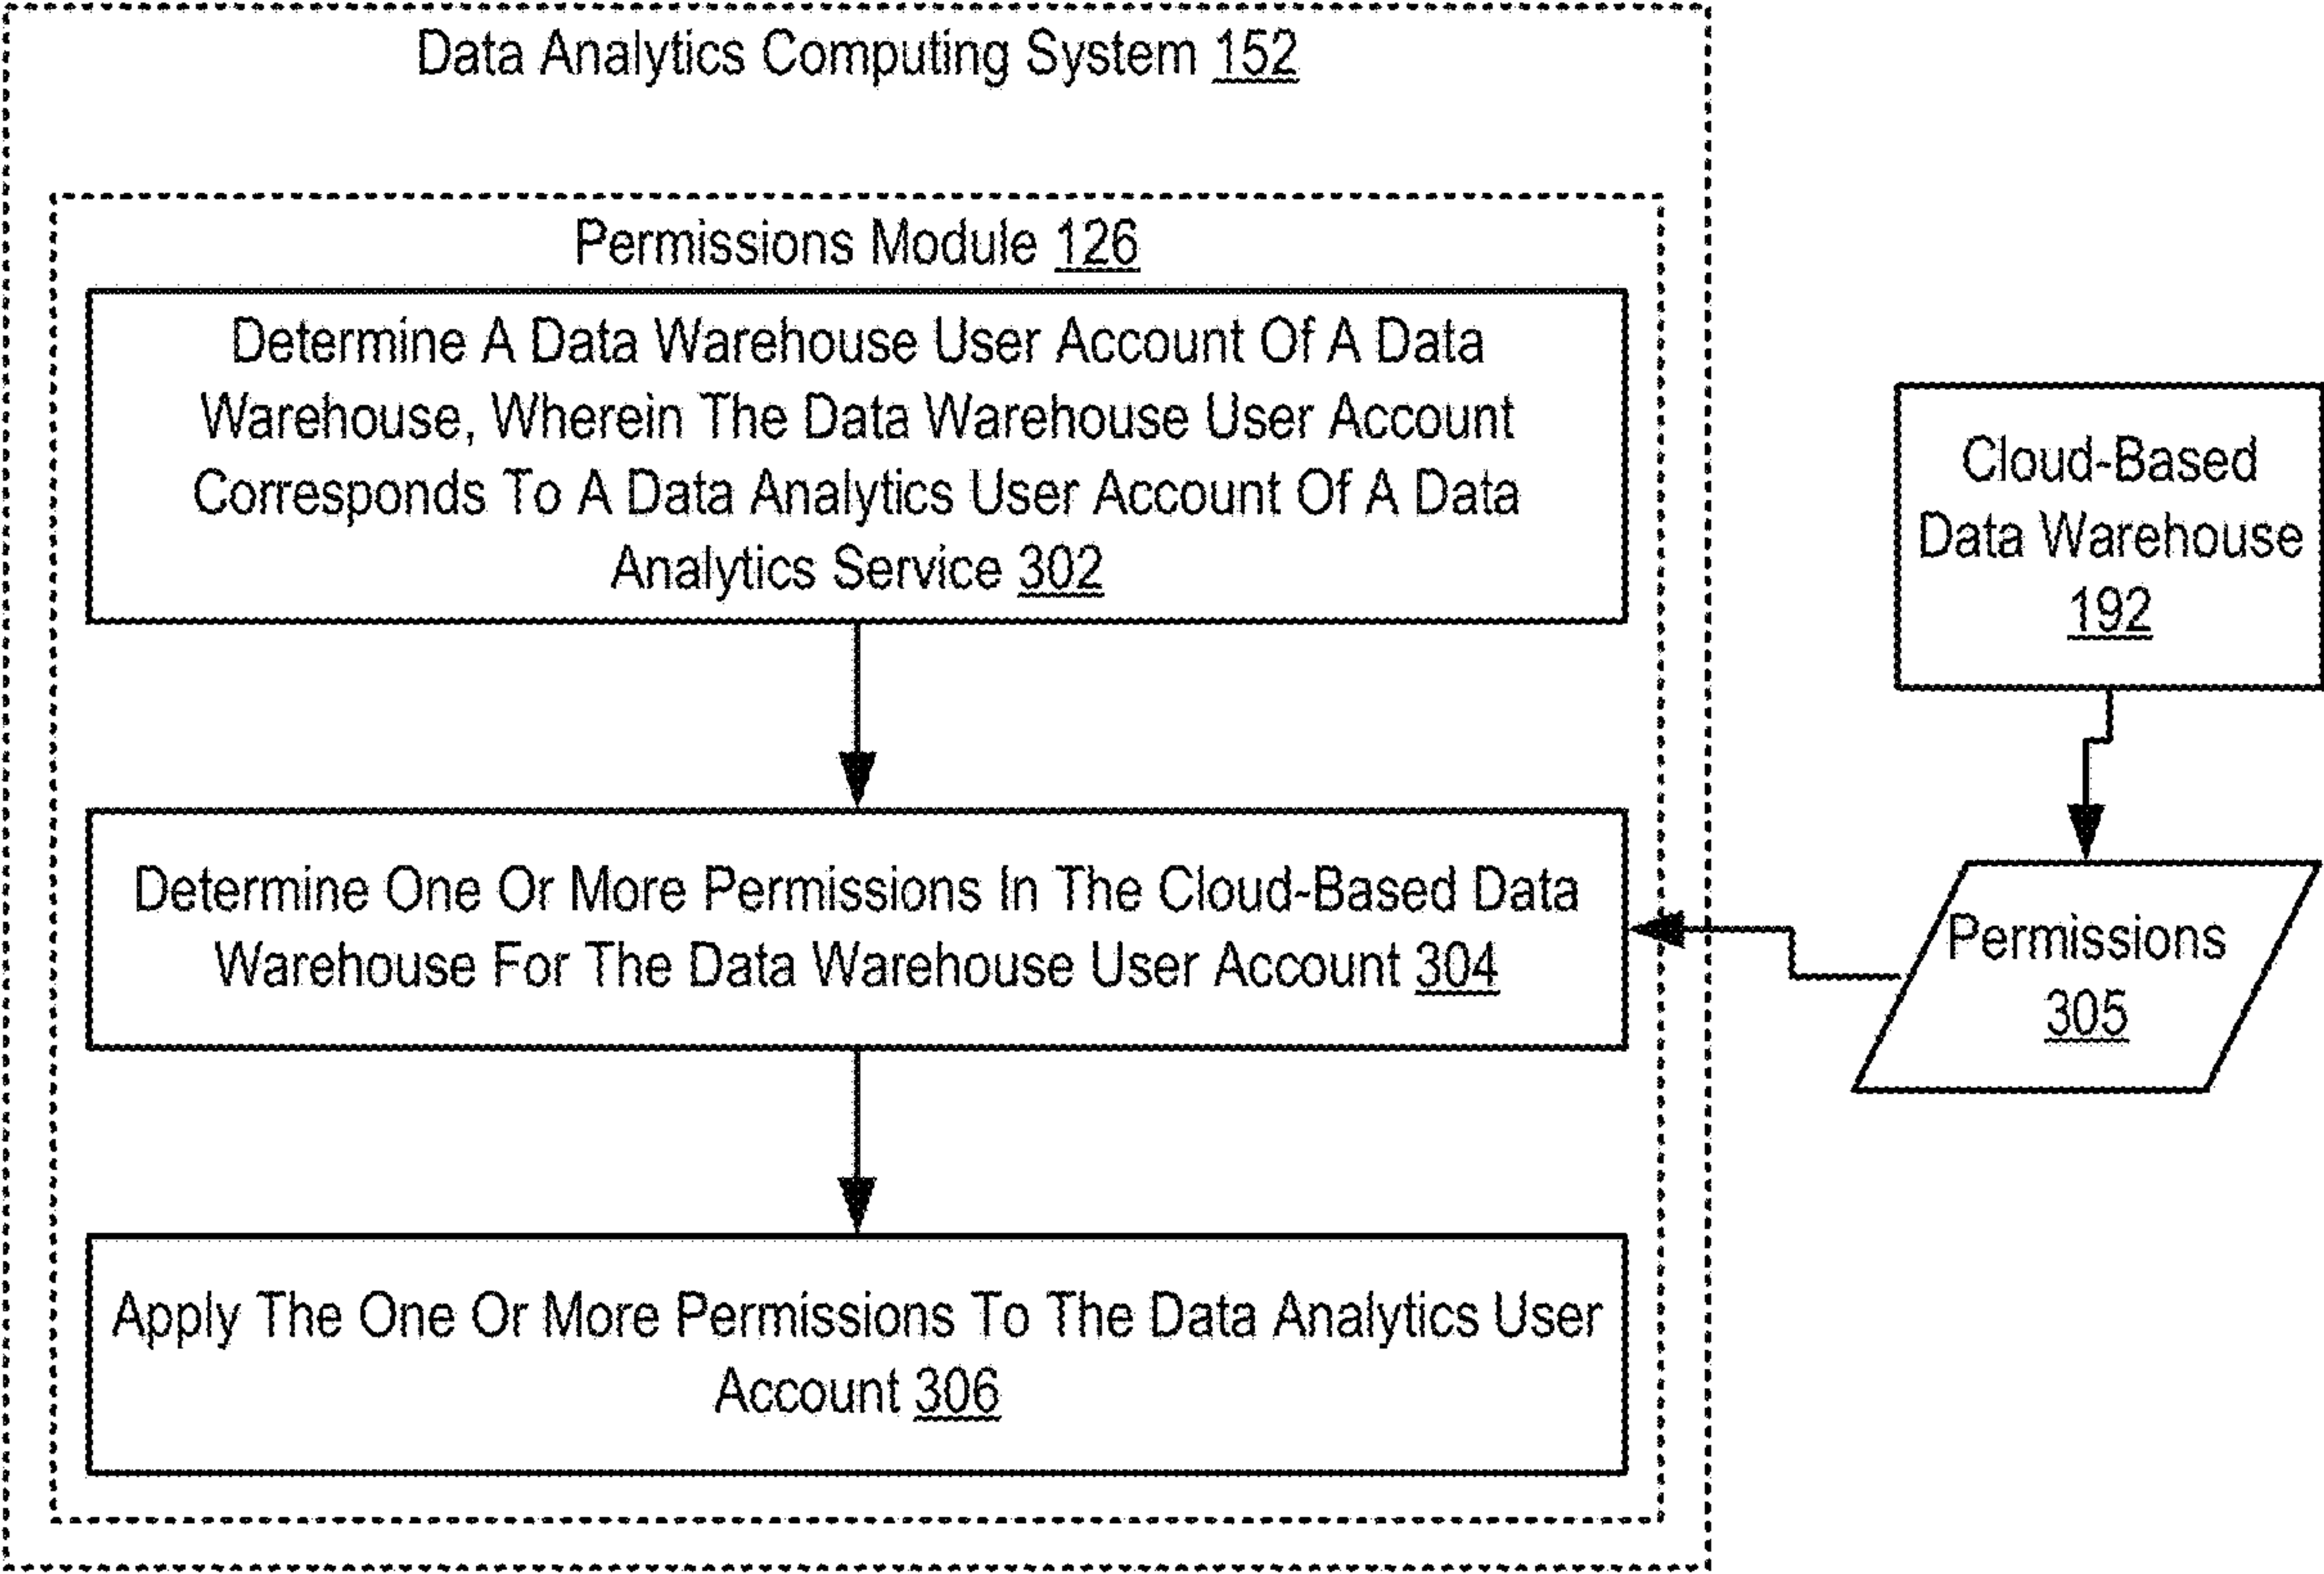 Data Analytics Computing System 152
Permissions Module 126
Determine A Data Warehouse User Account Of A Data
Warehouse, Wherein The Data Warehouse User Account
Corresponds To A Data Analytics User Account Of A Data
Analytics Service 302
Determine One Or More Permissions In The Cloud-Based Data
Warehouse For The Data Warehouse User Account 304
Apply The One Or More Permissions To The Data Analytics User
Account 306
Cloud-Based
Data Warehouse
192
Permissions
305